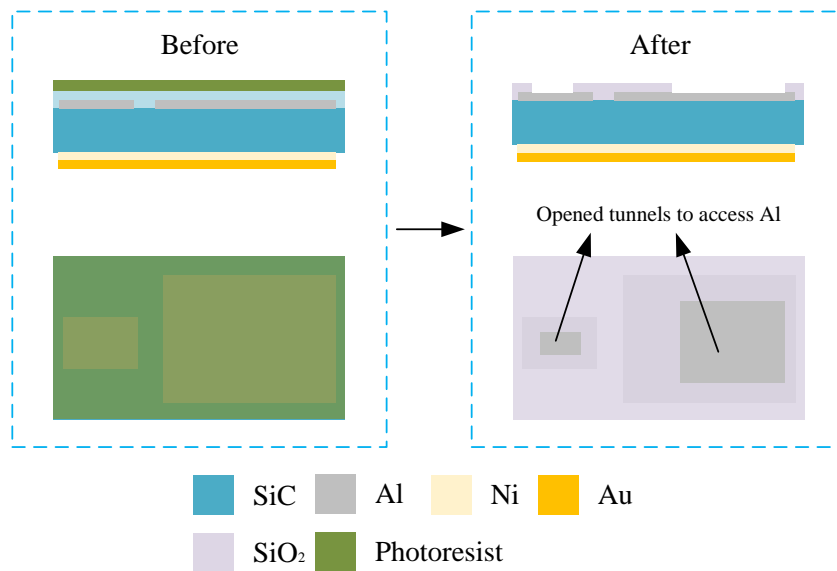 Before
After
Opened tunnels to access Al
SiC
Al
Ni
Au
SiO₂
Photoresist